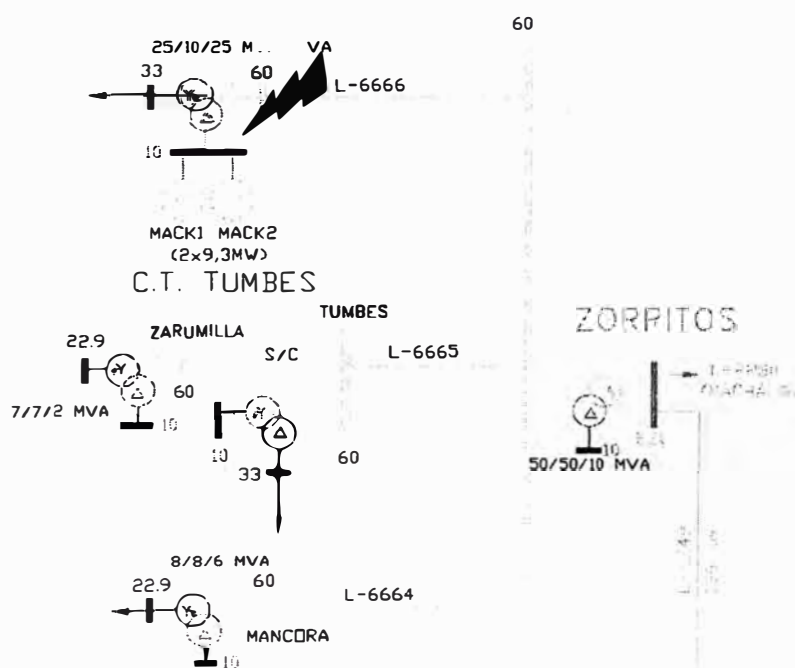 60
25/10/25 M.. VA
33
60
L-6666
10
MACK1 MACK2
(2x9,3MW)
C.T. TUMBES
TUMBES
ZORRITOS
22.9
ZARUMILLA
S/C
L-6665
60
7/7/2 MVA
10
10
60
33
10
50/50/10 MVA
8/8/6 MVA
22.9
60
L-6664
MANCORA
10